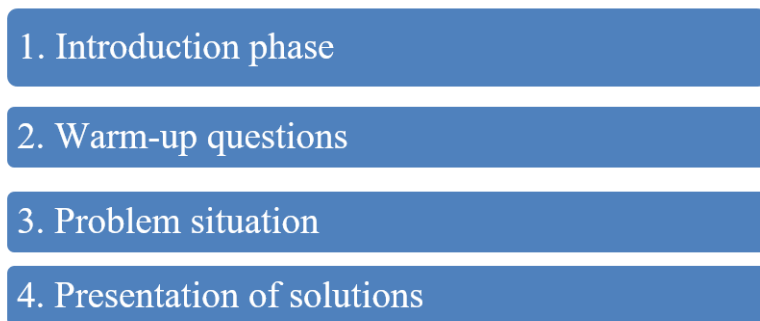 1. Introduction phase
2. Warm-up questions
3. Problem situation
4. Presentation of solutions